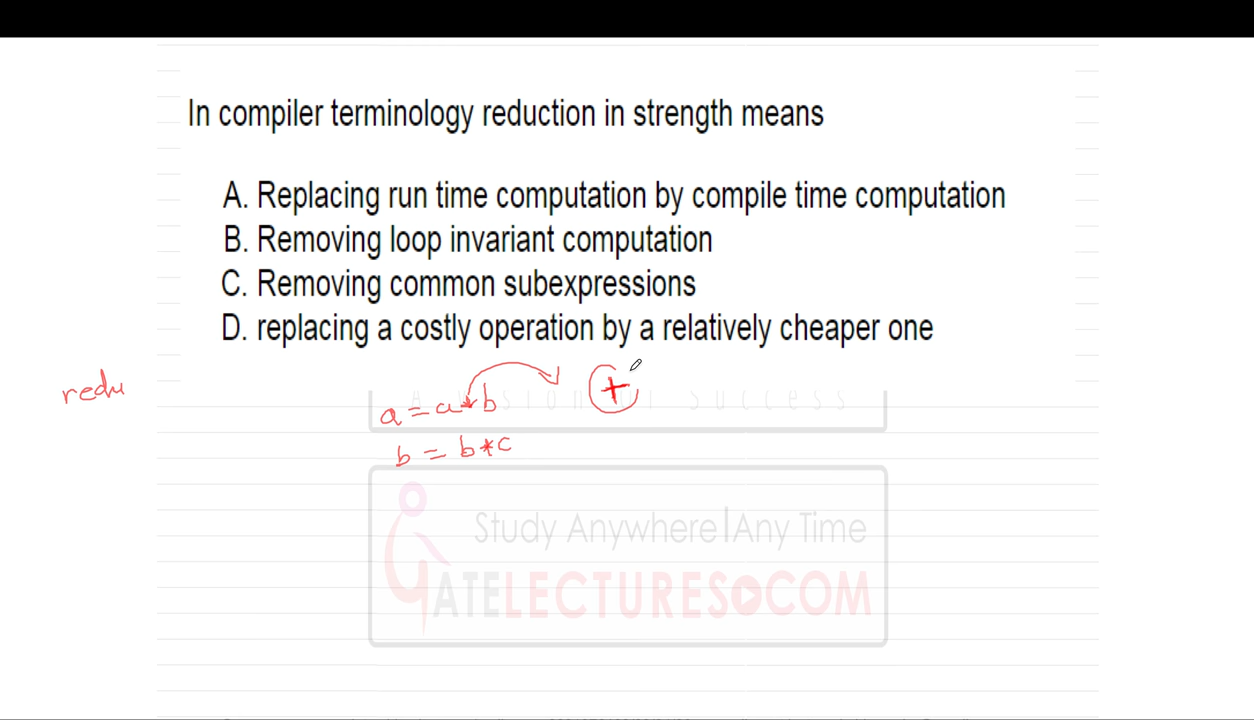 In compiler terminology reduction in strength means
A. Replacing run time computation by compile time computation
B. Removing loop invariant computation
C. Removing common subexpressions
D. replacing a costly operation by a relatively cheaper one
redu
a = a * b
+
b = b * c
Study Anywhere|Any Time
GATELECTURES.COM